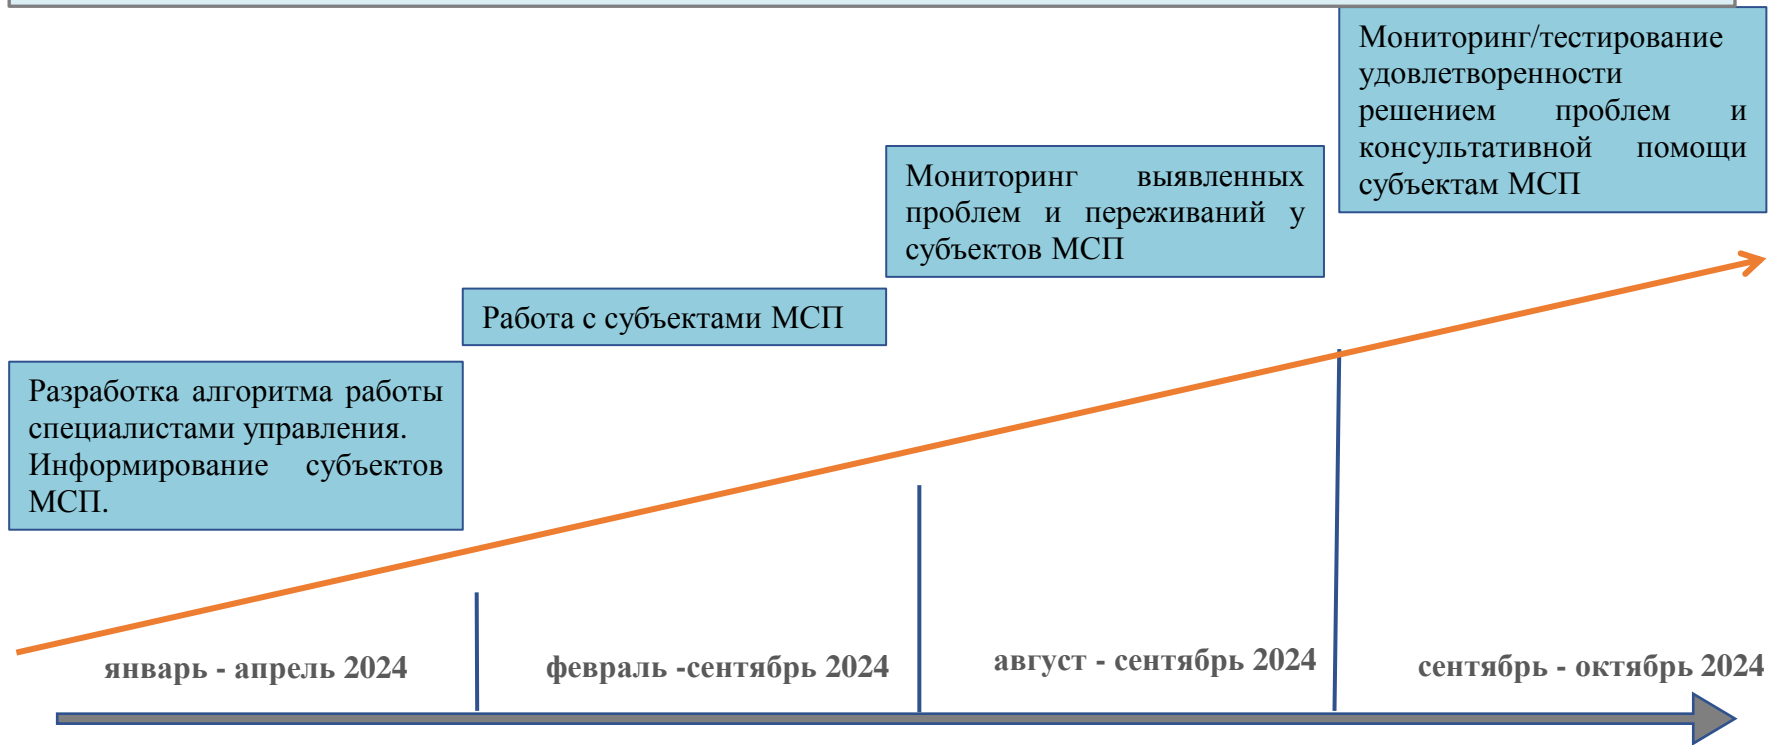 Мониторинг/тестирование
удовлетворенности
решением проблем и
консультативной помощи
субъектам МСП
Мониторинг выявленных
проблем и переживаний у
субъектов МСП
Работа с субъектами МСП
Разработка алгоритма работы
специалистами управления.
Информирование субъектов
МСП.
январь - апрель 2024
февраль -сентябрь 2024
август - сентябрь 2024
сентябрь - октябрь 2024